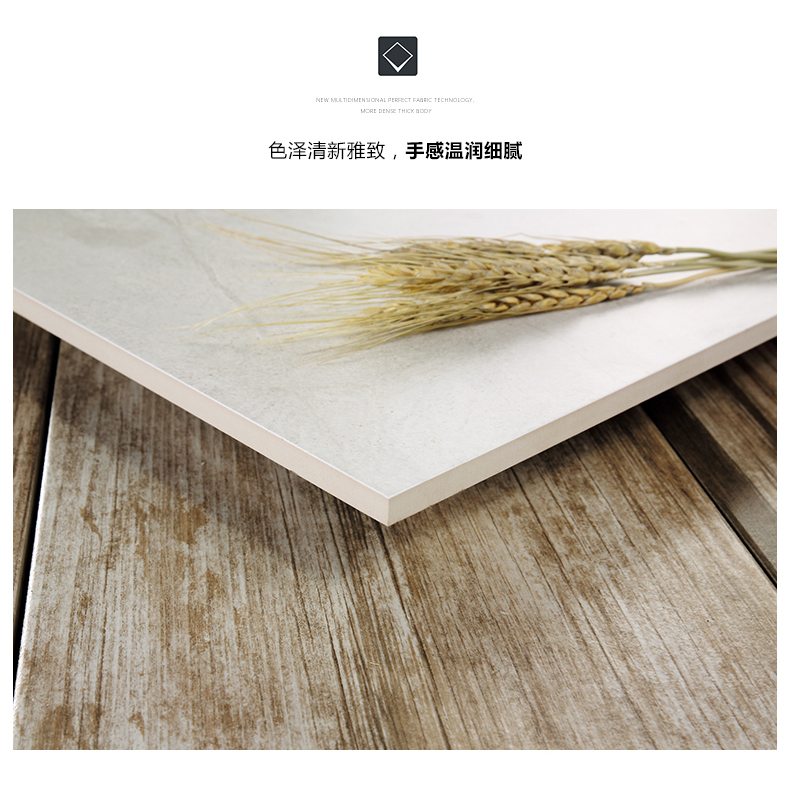 NEW MULTIDIMENSIONAL PERFECT FABRIC TECHNOLOGY,
MORE DENSE THICK BODY
色泽清新雅致，手感温润细腻